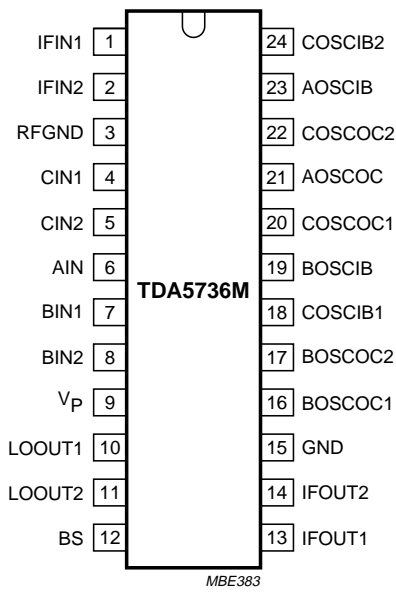 IFIN1 1 24 COSCIB2
IFIN2 2 23 AOSCIB
RFGND 3 22 COSCOC2
CIN1 4 21 AOSCOC
CIN2 5 20 COSCOC1
AIN 6 19 BOSCIB
TDA5736M
BIN1 7 18 COSCIB1
BIN2 8 17 BOSCOC2
VP 9 16 BOSCOC1
LOOUT1 10 15 GND
LOOUT2 11 14 IFOUT2
BS 12 13 IFOUT1
MBE383